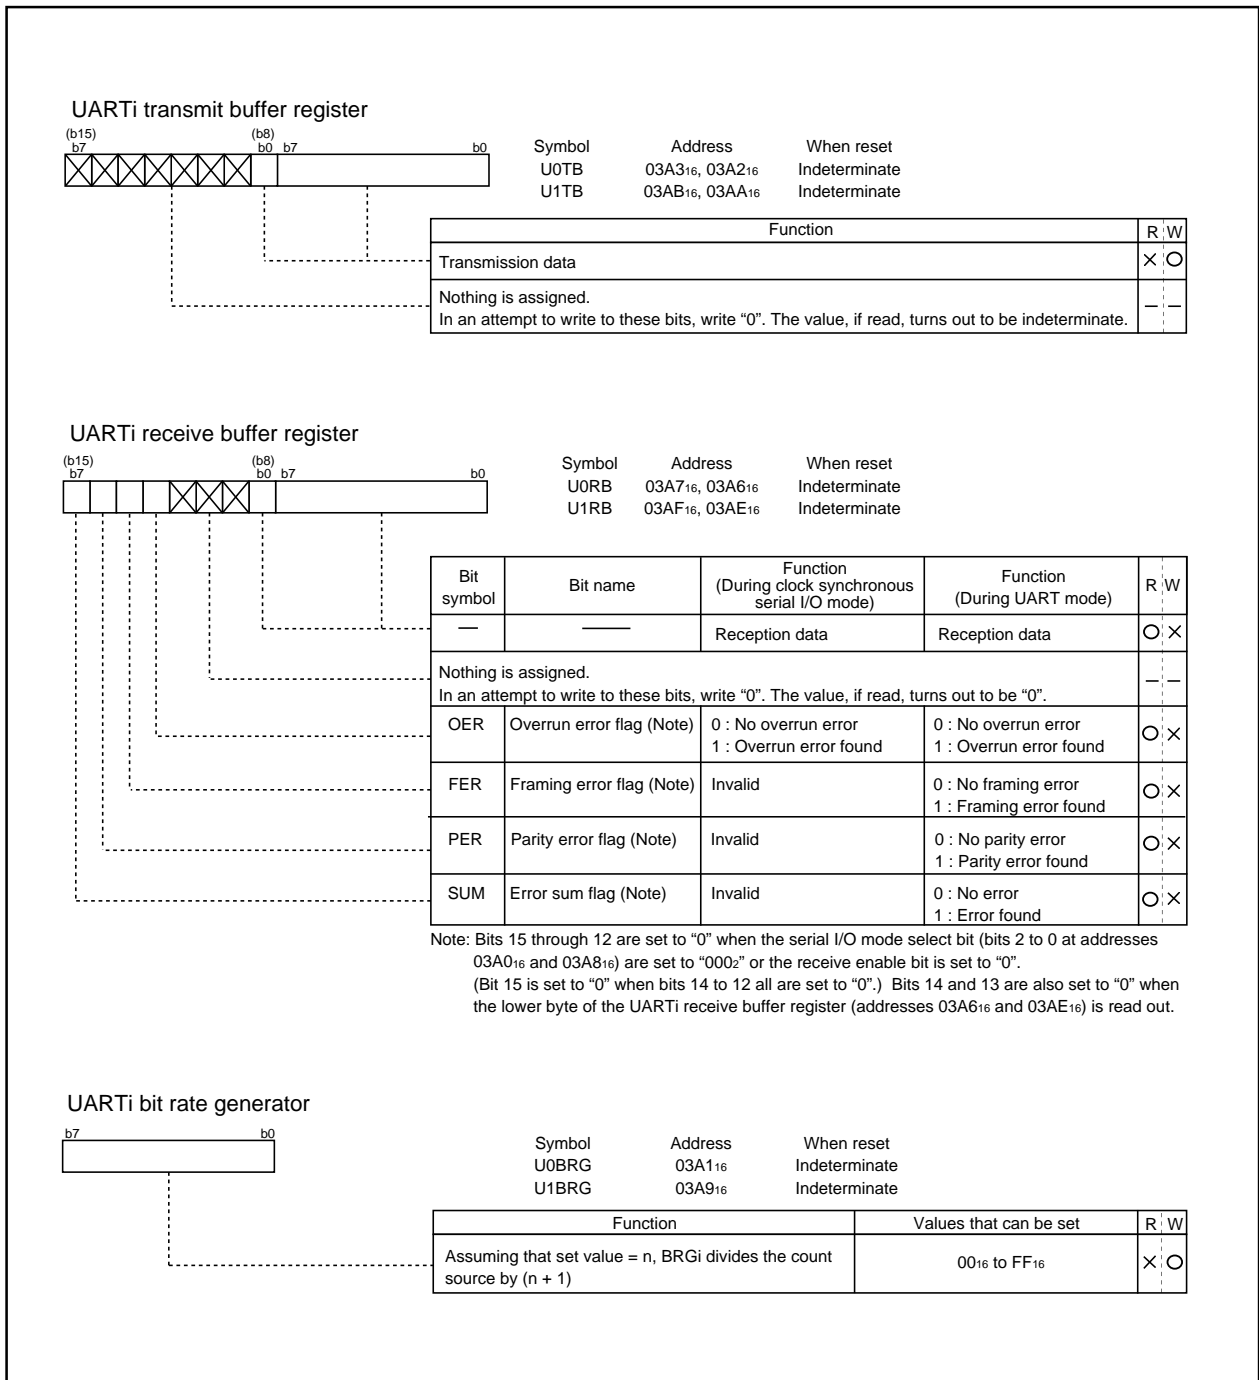 UARTi transmit buffer register
(b15) (b8)
b7 b0 b7 b0
Symbol Address When reset
U0TB 03A3₁₆, 03A2₁₆ Indeterminate
U1TB 03AB₁₆, 03AA₁₆ Indeterminate
Function R W
Transmission data × ○
Nothing is assigned.
In an attempt to write to these bits, write “0”. The value, if read, turns out to be indeterminate. – –
UARTi receive buffer register
(b15) (b8)
b7 b0 b7 b0
Symbol Address When reset
U0RB 03A7₁₆, 03A6₁₆ Indeterminate
U1RB 03AF₁₆, 03AE₁₆ Indeterminate
Bit symbol Bit name Function (During clock synchronous serial I/O mode) Function (During UART mode) R W
— —— Reception data Reception data ○ ×
Nothing is assigned.
In an attempt to write to these bits, write “0”. The value, if read, turns out to be “0”. – –
OER Overrun error flag (Note) 0 : No overrun error 0 : No overrun error ○ ×
1 : Overrun error found 1 : Overrun error found
FER Framing error flag (Note) Invalid 0 : No framing error ○ ×
1 : Framing error found
PER Parity error flag (Note) Invalid 0 : No parity error ○ ×
1 : Parity error found
SUM Error sum flag (Note) Invalid 0 : No error ○ ×
1 : Error found
Note: Bits 15 through 12 are set to “0” when the serial I/O mode select bit (bits 2 to 0 at addresses
03A0₁₆ and 03A8₁₆) are set to “000₂” or the receive enable bit is set to “0”.
(Bit 15 is set to “0” when bits 14 to 12 all are set to “0”.) Bits 14 and 13 are also set to “0” when
the lower byte of the UARTi receive buffer register (addresses 03A6₁₆ and 03AE₁₆) is read out.
UARTi bit rate generator
b7 b0
Symbol Address When reset
U0BRG 03A1₁₆ Indeterminate
U1BRG 03A9₁₆ Indeterminate
Function Values that can be set R W
Assuming that set value = n, BRGi divides the count 00₁₆ to FF₁₆ × ○
source by (n + 1)